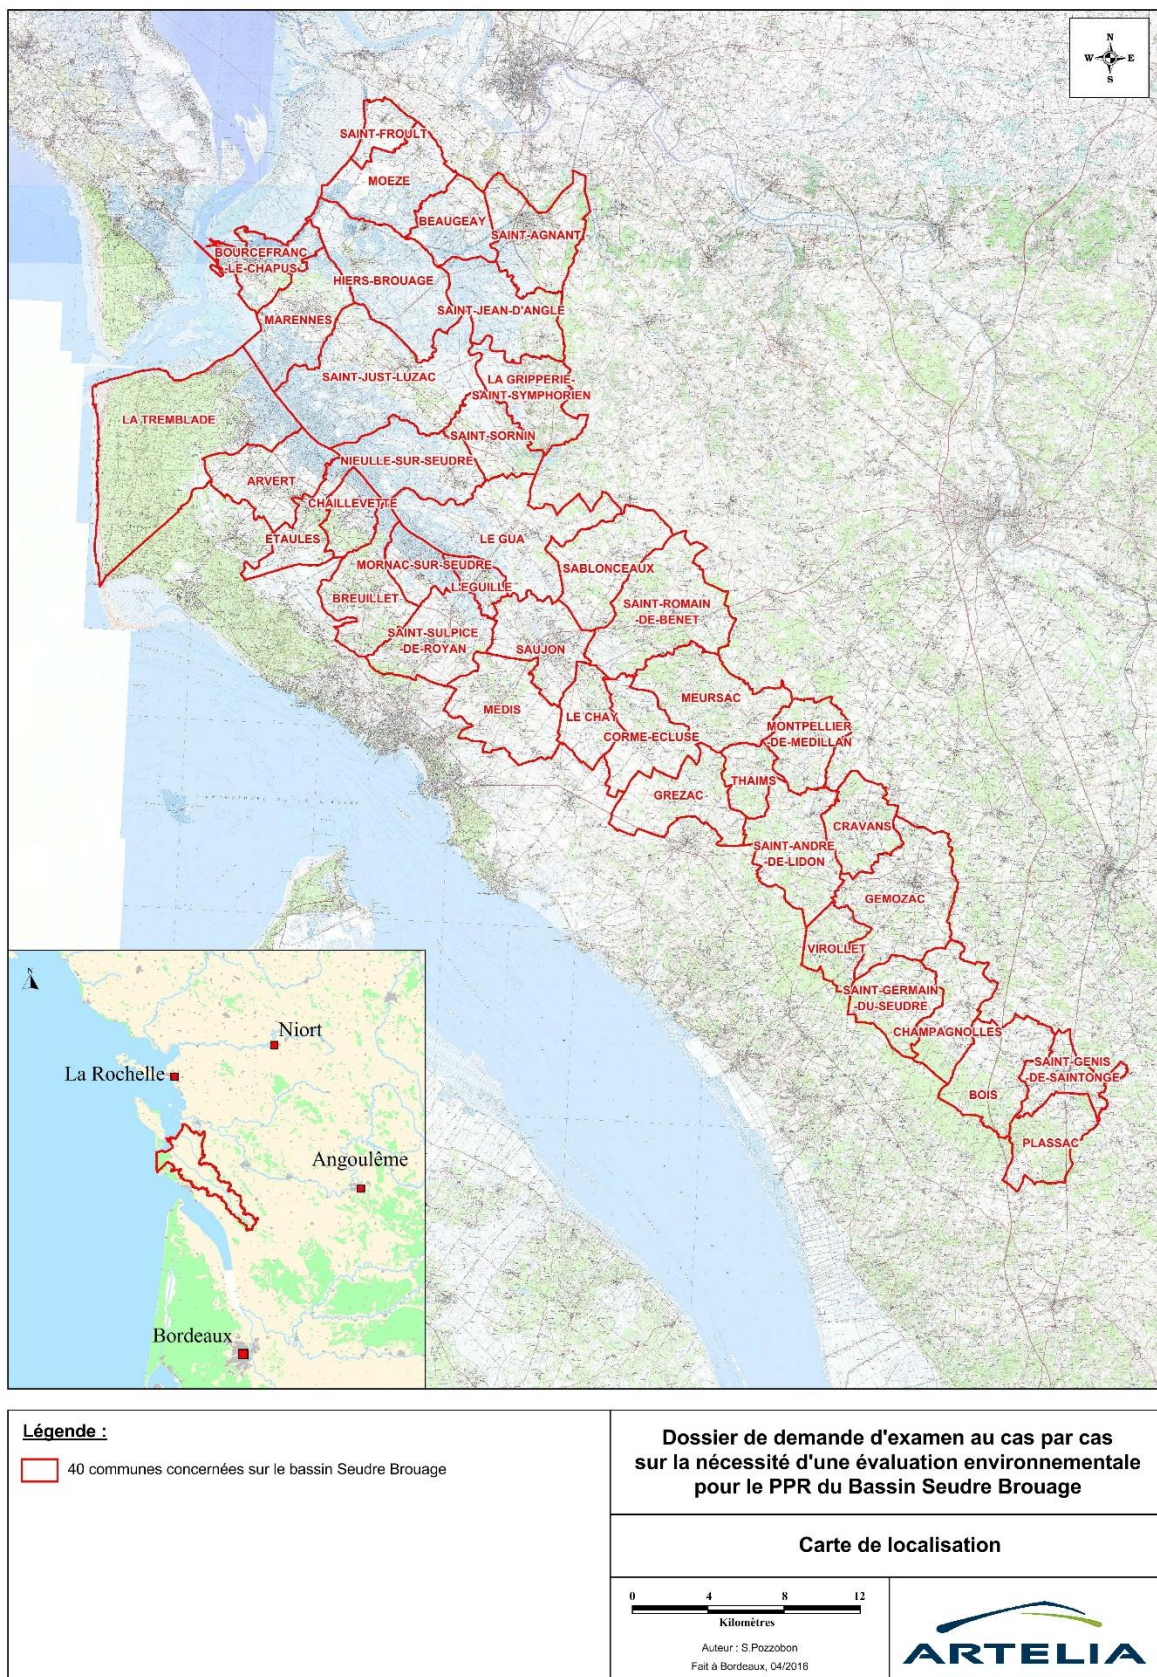 N
W E
S
SAINT-FROULT
MOEZE
BEAUGEAY
SAINT-AGNANT
BOURCEFRANC
-LE-CHAPUS
HIERS-BROUAGE
SAINT-JEAN-D'ANGLE
MARENNES
SAINT-JUST-LUZAC
LA GRIPPERIE-
SAINT-SYMPHORIEN
LA TREMBLADE
SAINT-SORNIN
NIEULLE-SUR-SEUDRE
ARVERT
CHAILLEVETTE
ETAULES
LE GUA
MORNAC-SUR-SEUDRE
SABLONCEAUX
L'EGUILLE
BREUILLET
SAINT-ROMAIN
-DE-BENET
SAINT-SULPICE
-DE-ROYAN
SAUJON
MEURSAC
MEDIS
LE CHAY
MONTPELLIER
-DE-MEDILLAN
CORME-ECLUSE
THAIMS
GREZAC
CRAVANS
SAINT-ANDRE
-DE-LIDON
GEMOZAC
VIROLLET
SAINT-GERMAIN
-DU-SEUDRE
CHAMPAGNOLLES
SAINT-GENIS
-DE-SAINTONGE
BOIS
PLASSAC
N
Niort
La Rochelle
Angoulême
Bordeaux
Légende :
40 communes concernées sur le bassin Seudre Brouage
Dossier de demande d'examen au cas par cas
sur la nécessité d'une évaluation environnementale
pour le PPR du Bassin Seudre Brouage
Carte de localisation
0 4 8 12
Kilomètres
Auteur : S.Pozzobon
Fait à Bordeaux, 04/2016
ARTELIA